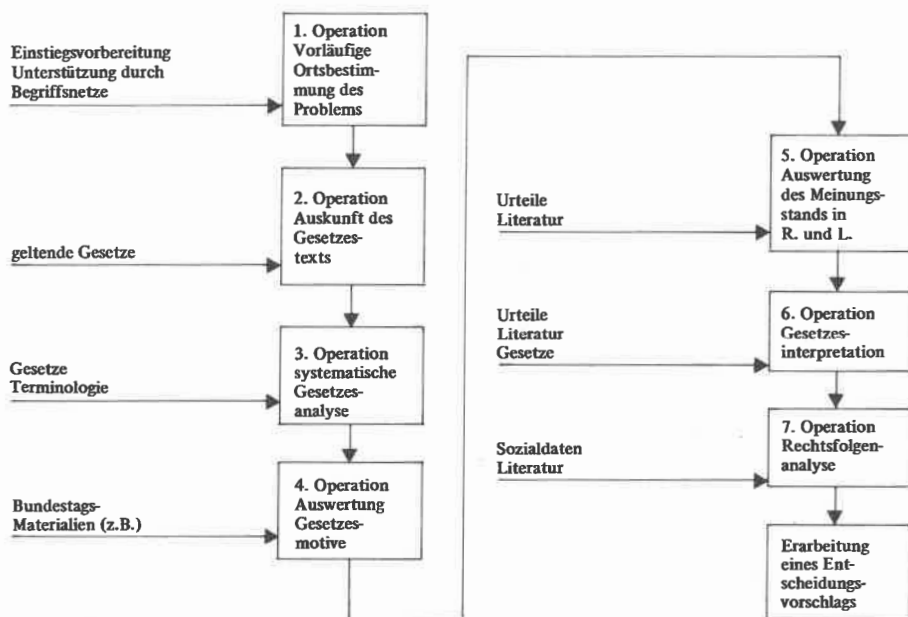 Einstiegsvorbereitung
Unterstützung durch
Begriffsnetze
1. Operation
Vorläufige
Ortsbestim-
mung des
Problems
geltende Gesetze
2. Operation
Auskunft des
Gesetzes-
texts
Gesetze
Terminologie
3. Operation
systematische
Gesetzes-
analyse
Bundestags-
Materialien (z.B.)
4. Operation
Auswertung
Gesetzes-
motive
Urteile
Literatur
5. Operation
Auswertung
des Meinungs-
stands in
R. und L.
Urteile
Literatur
Gesetze
6. Operation
Gesetzes-
interpretation
Sozialdaten
Literatur
7. Operation
Rechtsfolgen-
analyse
Erarbeitung
eines Ent-
scheidungs-
vorschlags